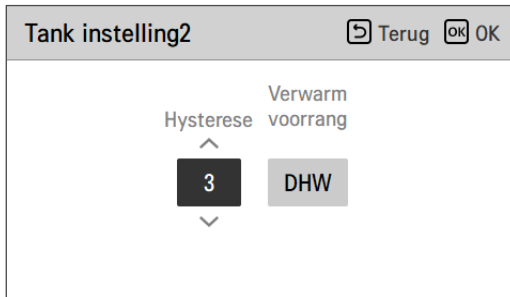 Tank instelling2 Terug OK OK
Verwarm
Hysterese voorrang
3 DHW